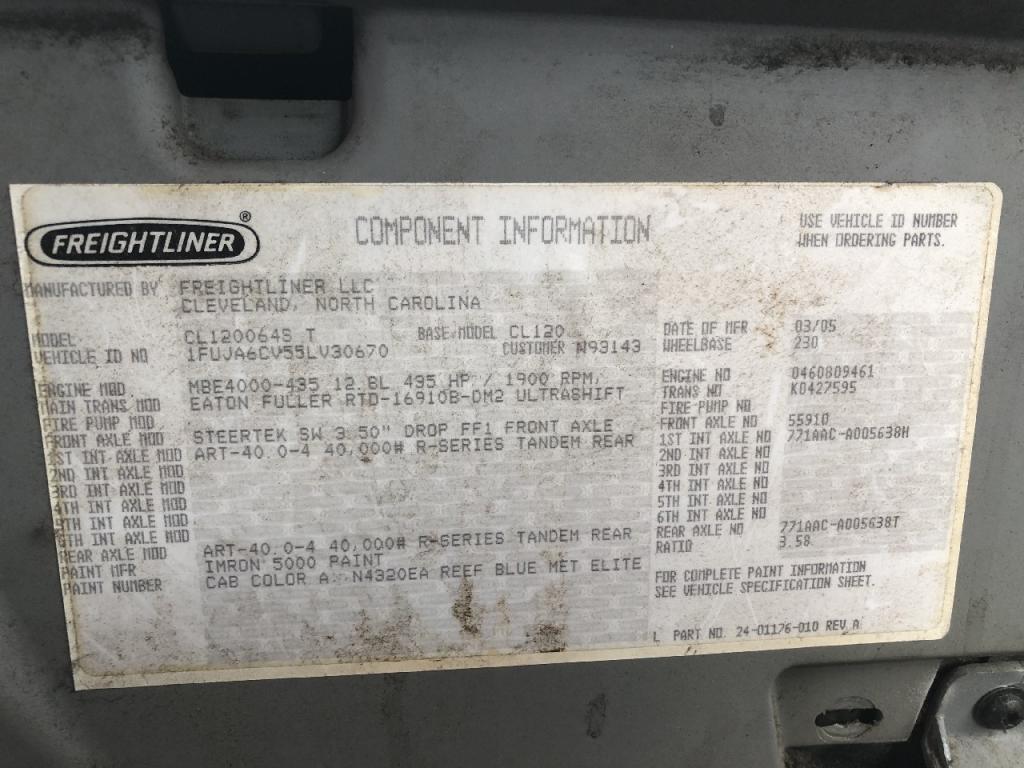 FREIGHTLINER ®
COMPONENT INFORMATION
USE VEHICLE ID NUMBER
WHEN ORDERING PARTS.
MANUFACTURED BY FREIGHTLINER LLC
CLEVELAND, NORTH CAROLINA
MODEL CL120064S T BASE MODEL CL120
VEHICLE ID NO 1FUJA6CV55LV30670 CUSTOMER W93143
DATE OF MFR 03/05
WHEELBASE 230
ENGINE MOD MBE4000-435 12.8L 435 HP / 1900 RPM,
MAIN TRANS MOD EATON FULLER RTO-16910B-DM2 ULTRASHIFT
FIRE PUMP MOD
FRONT AXLE MOD STEERTEK SW 3.50" DROP FF1 FRONT AXLE
1ST INT AXLE MOD ART-40.0-4 40,000# R-SERIES TANDEM REAR
2ND INT AXLE MOD
3RD INT AXLE MOD
4TH INT AXLE MOD
5TH INT AXLE MOD
6TH INT AXLE MOD
REAR AXLE MOD ART-40.0-4 40,000# R-SERIES TANDEM REAR
PAINT MFR IMRON 5000 PAINT
PAINT NUMBER CAB COLOR A: N4320EA REEF BLUE MET ELITE
ENGINE NO 0460809461
TRANS NO K0427595
FIRE PUMP NO
FRONT AXLE NO 55910
1ST INT AXLE NO 771AAC-A005638H
2ND INT AXLE NO
3RD INT AXLE NO
4TH INT AXLE NO
5TH INT AXLE NO
6TH INT AXLE NO
REAR AXLE NO 771AAC-A005638T
RATIO 3.58
FOR COMPLETE PAINT INFORMATION
SEE VEHICLE SPECIFICATION SHEET.
L PART NO. 24-01176-010 REV A